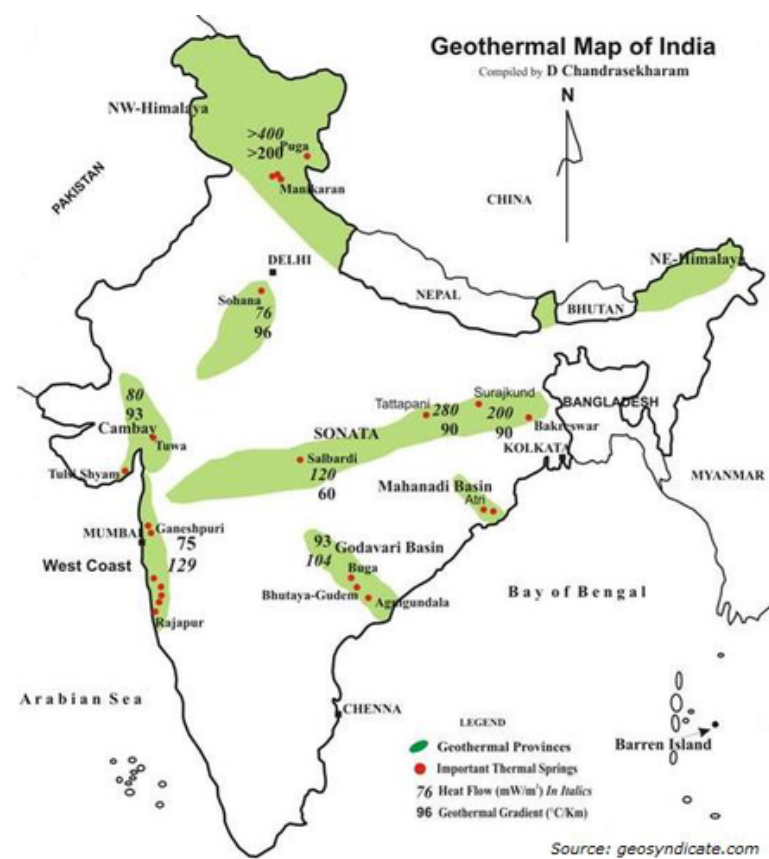 Geothermal Map of India
Compiled by D Chandrasekharam
N
NW-Himalaya
>400
>200
Puga
Manikaran
PAKISTAN
CHINA
DELHI
NE-Himalaya
NEPAL
BHUTAN
Sohana
76
96
80
93
Cambay
Tuwa
Tulsi Shyam
Tattapani
280
90
Surajkund
200
90
Bakreswar
BANGLADESH
SONATA
KOLKATA
Salbardi
120
60
MYANMAR
Mahanadi Basin
Atri
MUMBAI
Ganeshpuri
75
129
West Coast
Rajapur
93
104
Godavari Basin
Buga
Bhutaya-Gudem
Agnigundala
Bay of Bengal
Arabian Sea
CHENNA
Barren Island
LEGEND
Geothermal Provinces
Important Thermal Springs
76 Heat Flow (mW/m²) In Italics
96 Geothermal Gradient (°C/Km)
Source: geosyndicate.com